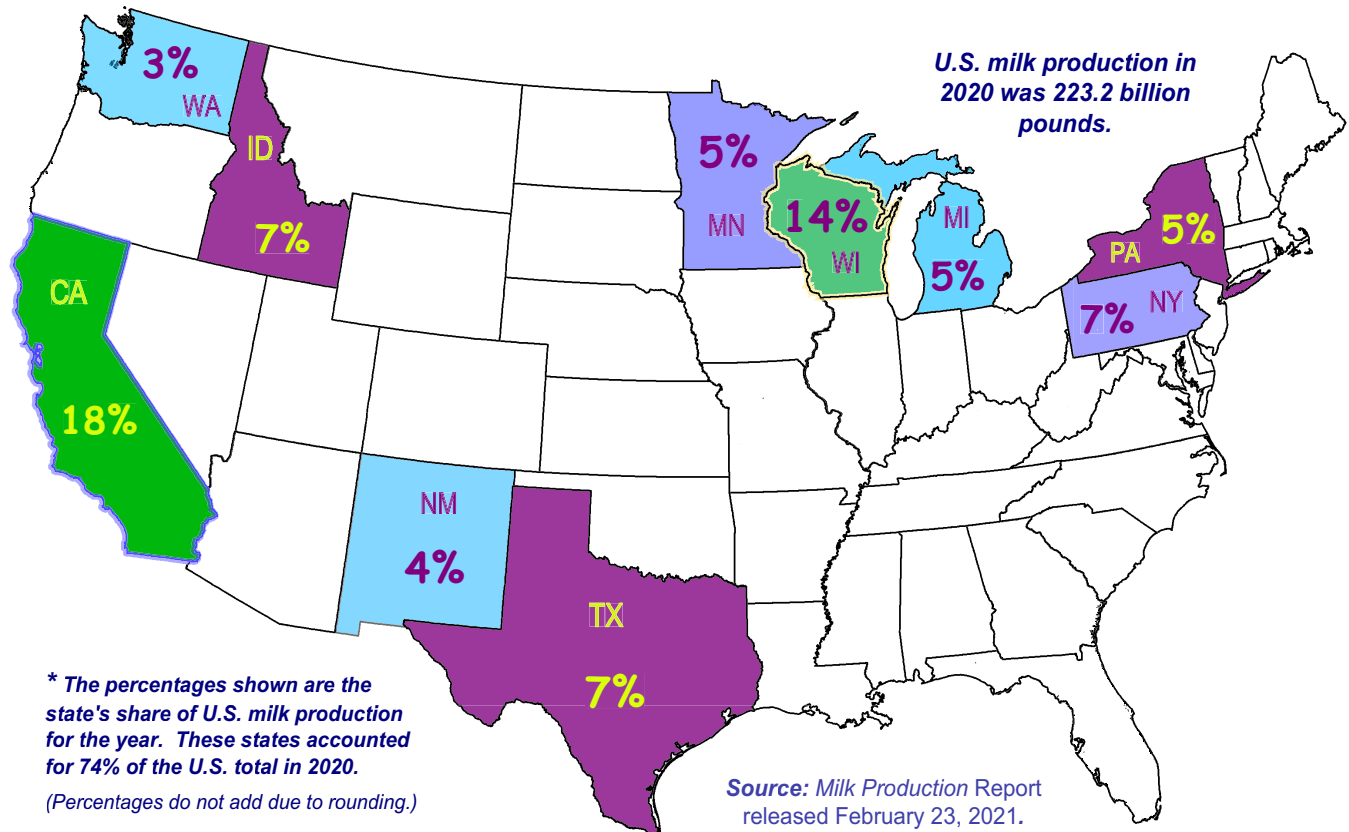 3%
WA
U.S. milk production in
2020 was 223.2 billion
pounds.
ID
7%
5%
MN
14%
WI
MI
5%
PA
5%
7%
NY
CA
18%
NM
4%
TX
7%
* The percentages shown are the
state's share of U.S. milk production
for the year. These states accounted
for 74% of the U.S. total in 2020.
(Percentages do not add due to rounding.)
Source: Milk Production Report
released February 23, 2021.